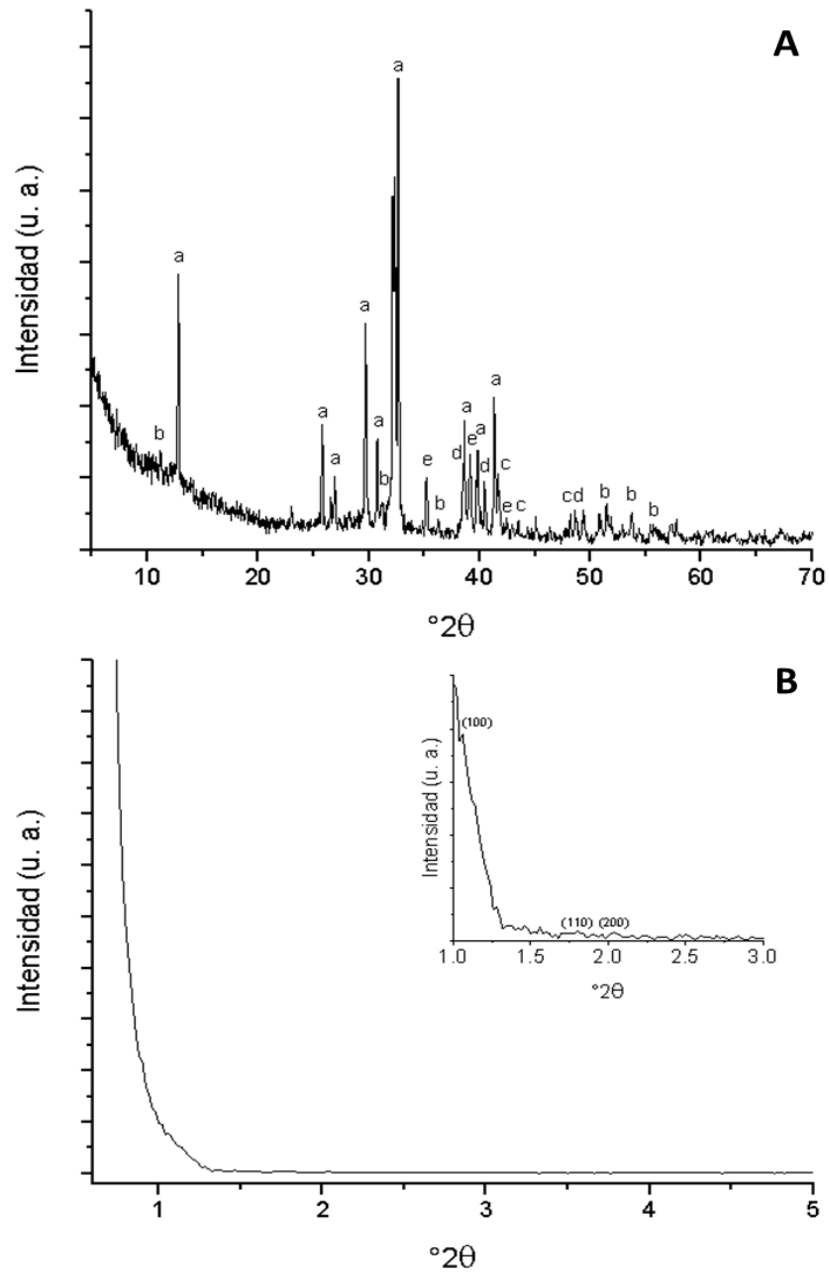 A
Intensidad (u. a.)
a
a
a
a
a
a
a
a
a
b
b
b
e
d
e
d
c
e
c
c
d
b
b
b
10
20
30
40
50
60
70
°2θ
B
Intensidad (u. a.)
1
2
3
4
5
°2θ
Intensidad (u. a.)
(100)
(110) (200)
1.0
1.5
2.0
2.5
3.0
°2θ